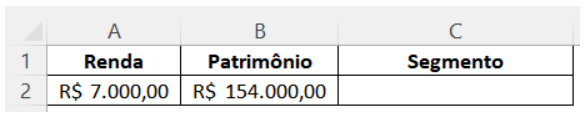 A B C
1 Renda Patrimônio Segmento
2 R$ 7.000,00 R$ 154.000,00